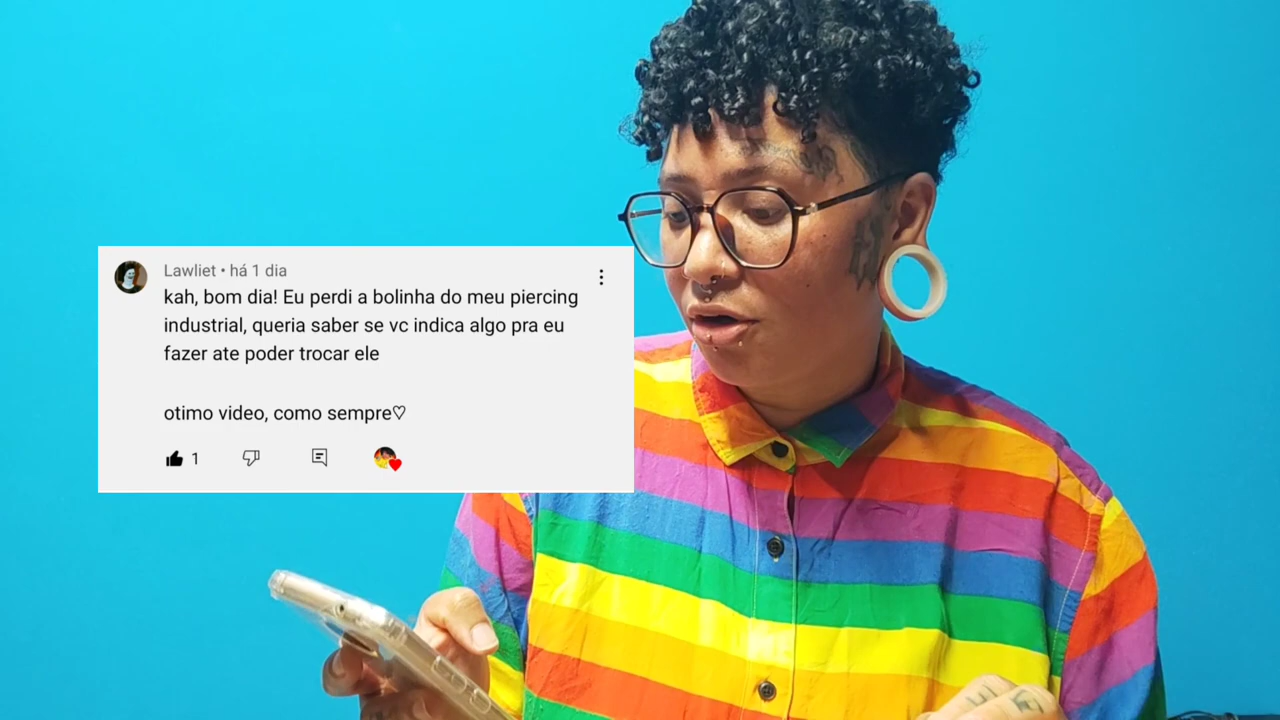 Lawliet • há 1 dia
kah, bom dia! Eu perdi a bolinha do meu piercing
industrial, queria saber se vc indica algo pra eu
fazer ate poder trocar ele
otimo video, como sempre♡
1